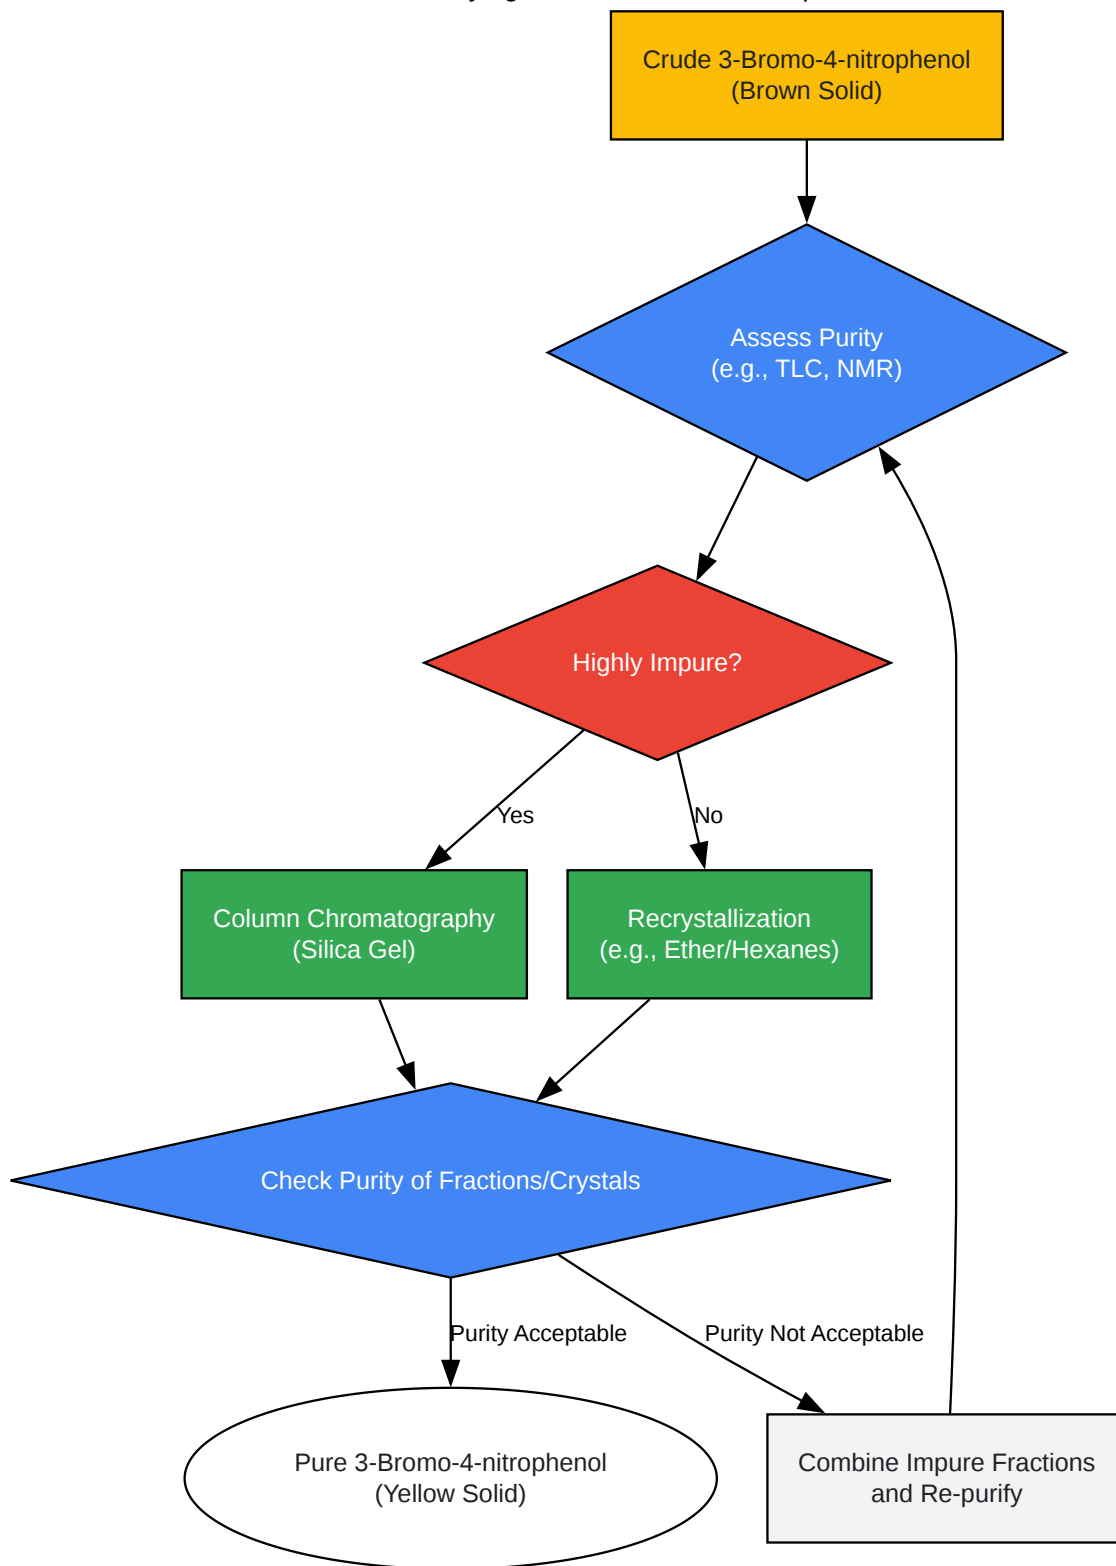 Crude 3-Bromo-4-nitrophenol
(Brown Solid)
Assess Purity
(e.g., TLC, NMR)
Highly Impure?
Yes
No
Column Chromatography
(Silica Gel)
Recrystallization
(e.g., Ether/Hexanes)
Check Purity of Fractions/Crystals
Purity Acceptable
Purity Not Acceptable
Pure 3-Bromo-4-nitrophenol
(Yellow Solid)
Combine Impure Fractions
and Re-purify